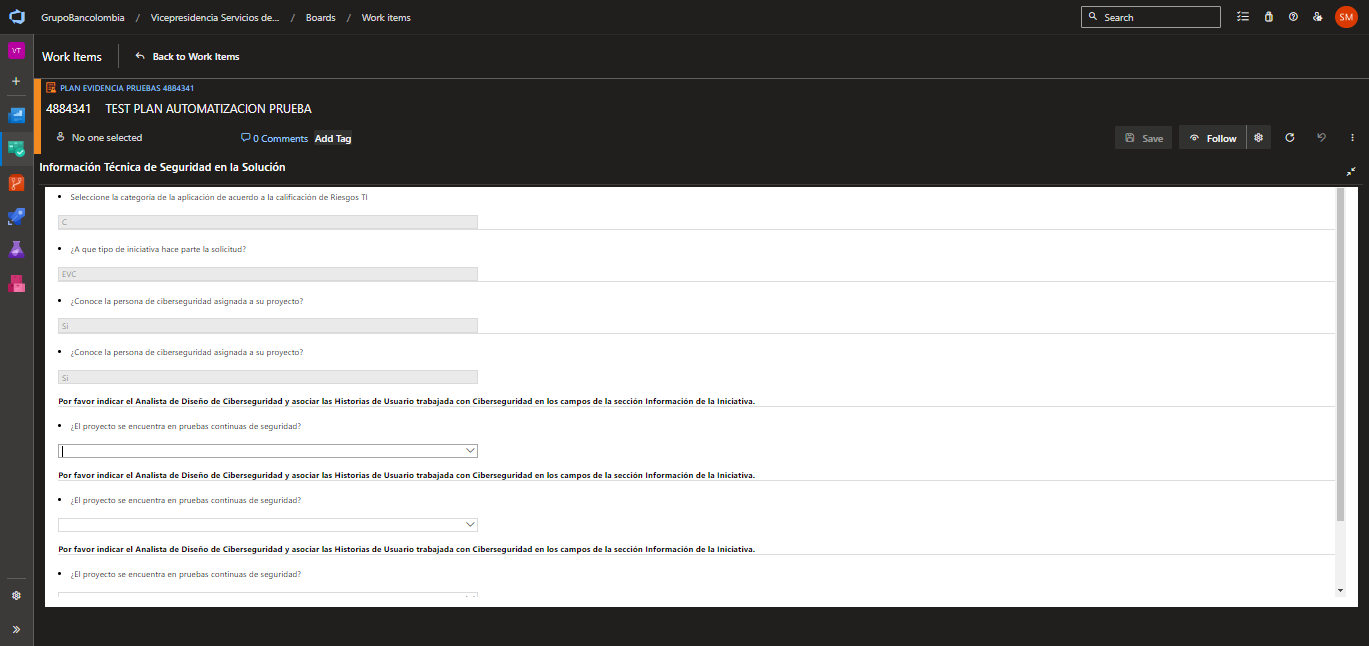 GrupoBancolombia / Vicepresidencia Servicios de... / Boards / Work items
Search
SM
VT
Work Items
Back to Work Items
PLAN EVIDENCIA PRUEBAS 4884341
4884341 TEST PLAN AUTOMATIZACION PRUEBA
No one selected
0 Comments
Add Tag
Save
Follow
Información Técnica de Seguridad en la Solución
• Seleccione la categoría de la aplicación de acuerdo a la calificación de Riesgos TI
C
• ¿A que tipo de iniciativa hace parte la solicitud?
EVC
• ¿Conoce la persona de ciberseguridad asignada a su proyecto?
Si
• ¿Conoce la persona de ciberseguridad asignada a su proyecto?
Si
Por favor indicar el Analista de Diseño de Ciberseguridad y asociar las Historias de Usuario trabajada con Ciberseguridad en los campos de la sección Información de la Iniciativa.
• ¿El proyecto se encuentra en pruebas continuas de seguridad?
Por favor indicar el Analista de Diseño de Ciberseguridad y asociar las Historias de Usuario trabajada con Ciberseguridad en los campos de la sección Información de la Iniciativa.
• ¿El proyecto se encuentra en pruebas continuas de seguridad?
Por favor indicar el Analista de Diseño de Ciberseguridad y asociar las Historias de Usuario trabajada con Ciberseguridad en los campos de la sección Información de la Iniciativa.
• ¿El proyecto se encuentra en pruebas continuas de seguridad?